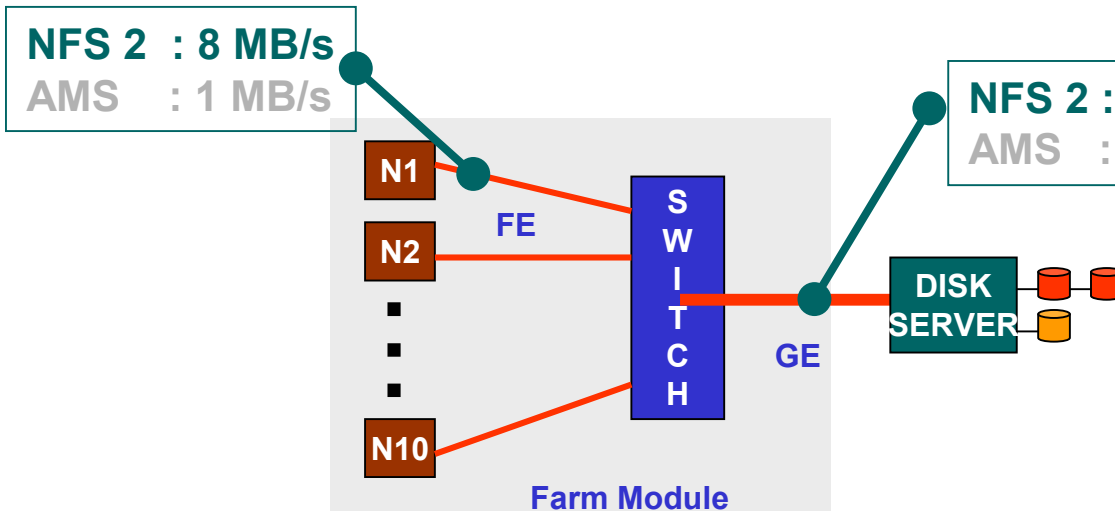 NFS 2 : 8 MB/s
AMS : 1 MB/s
NFS 2 :
AMS :
N1
FE
N2
N10
SWITCH
GE
DISK
SERVER
Farm Module